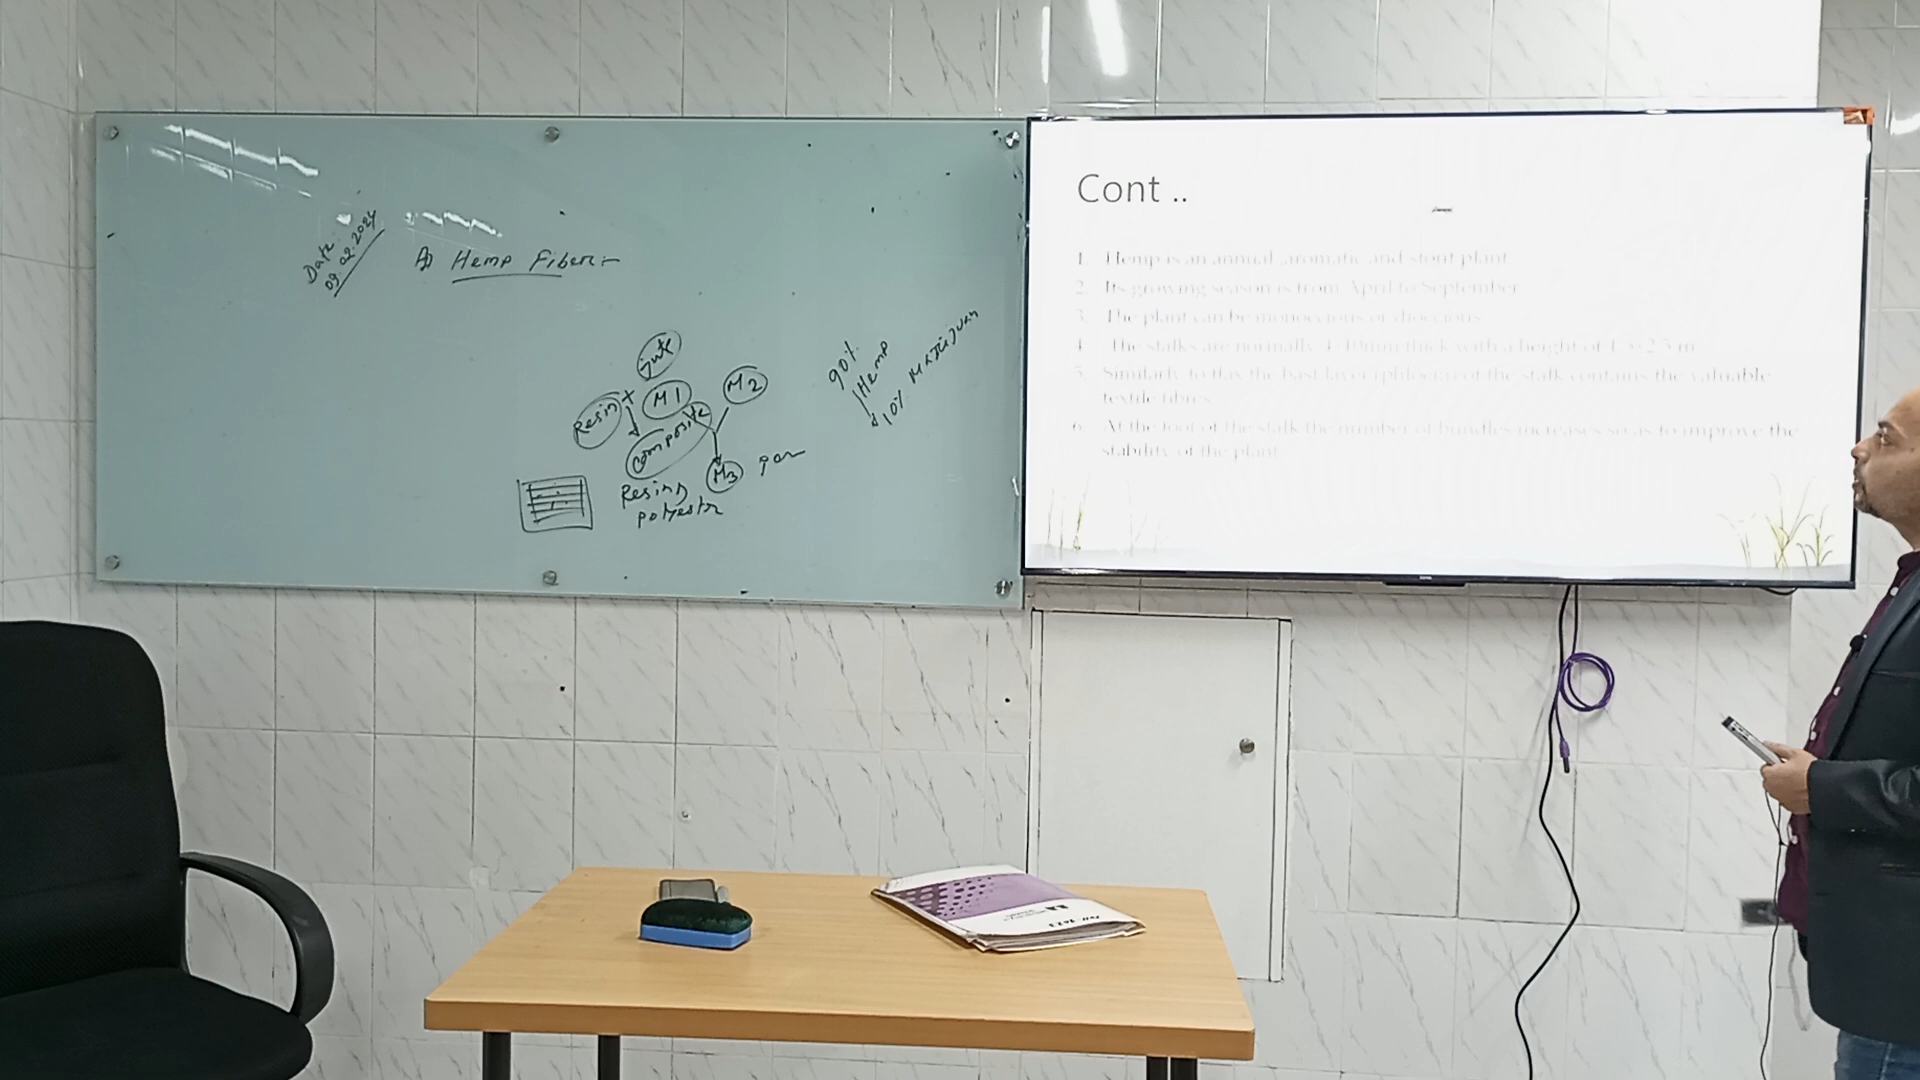 Date:
09.02.2024
Hemp Fiber:-
jute
Resin + M1
M2
composite
M3
Resin
polyester
90%
Hemp
10%
Cont ..
1. Hemp is an annual, aromatic and stout plant
2. Its growing season is from April to September
3. The plant can be monoecious or dioecious
4. The stalks are normally 4-10mm thick with a height of 1.5-2.5 m
5. Similarly to flax the bast layer (phloem) of the stalk contains the valuable
textile fibres
6. At the foot of the stalk the number of bundles increases so as to improve the
stability of the plant